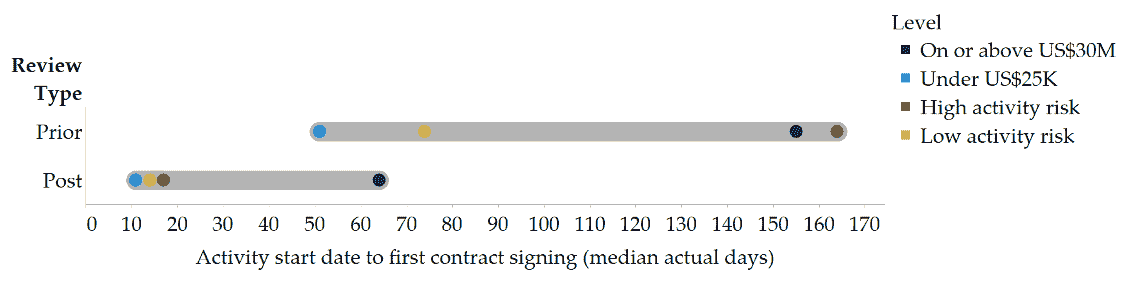 Level
On or above US$30M
Under US$25K
High activity risk
Low activity risk
Review
Type
Prior
Post
0 10 20 30 40 50 60 70 80 90 100 110 120 130 140 150 160 170
Activity start date to first contract signing (median actual days)